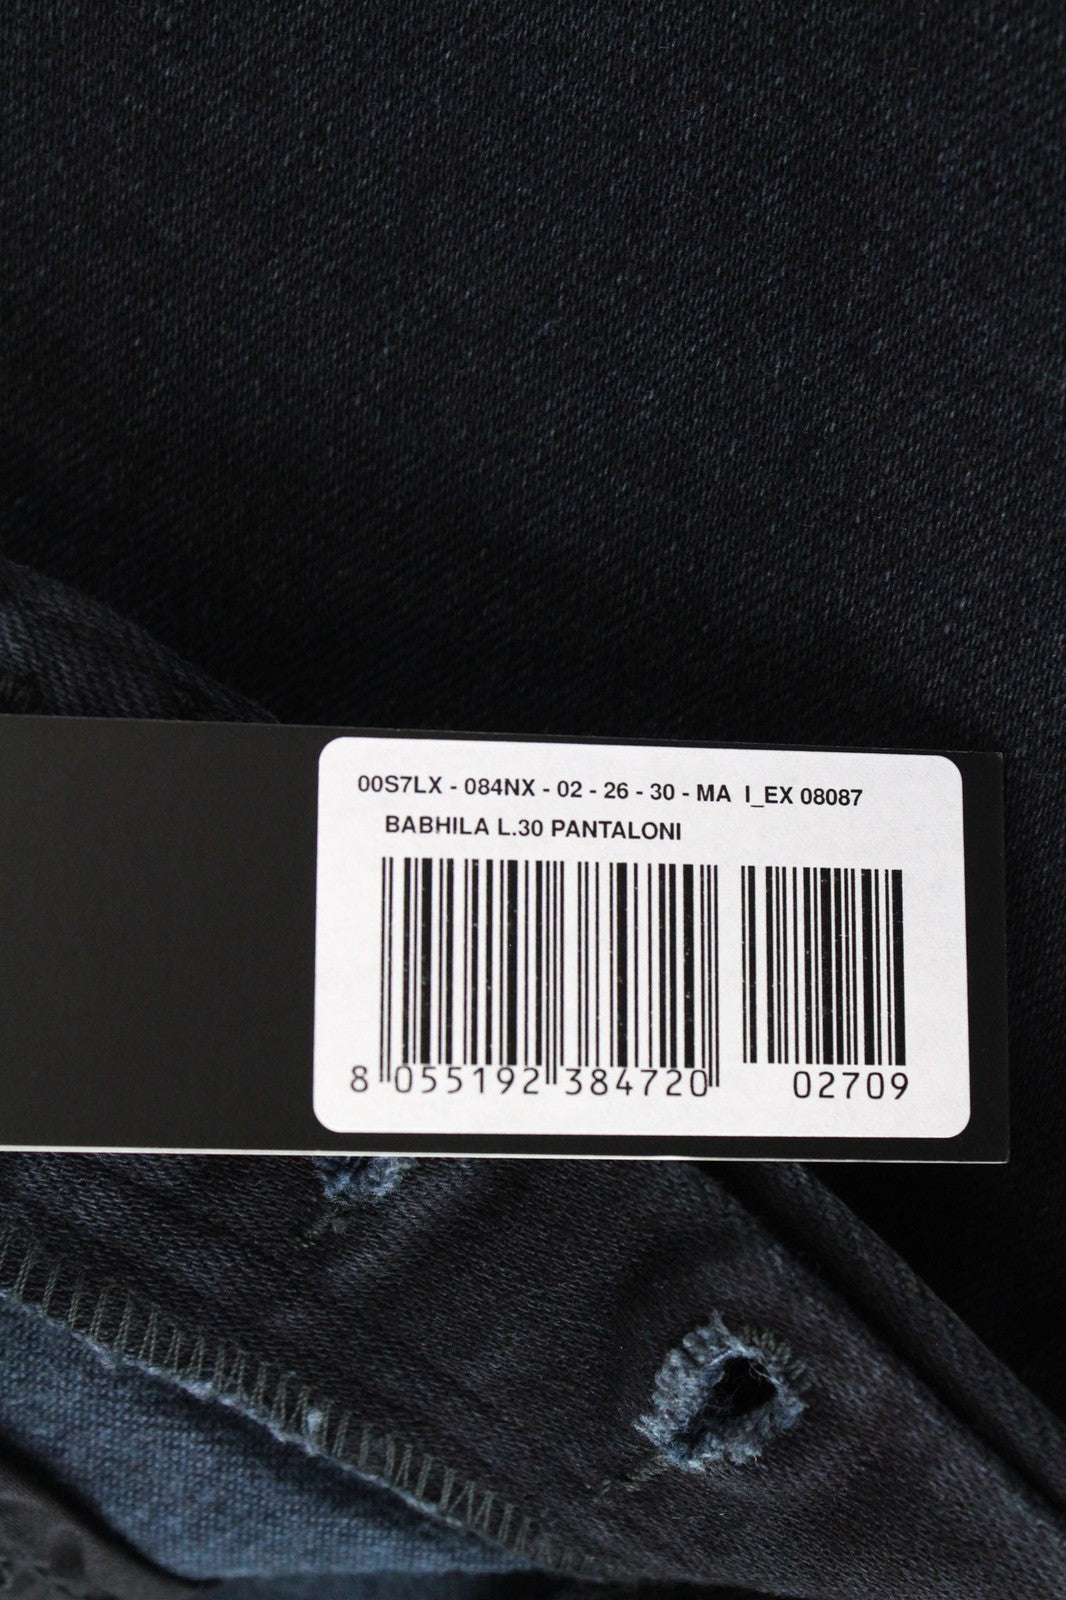 00S7LX - 084NX - 02 - 26 - 30 - MA I_EX 08087
BABHILA L.30 PANTALONI
8 055192 384720 02709